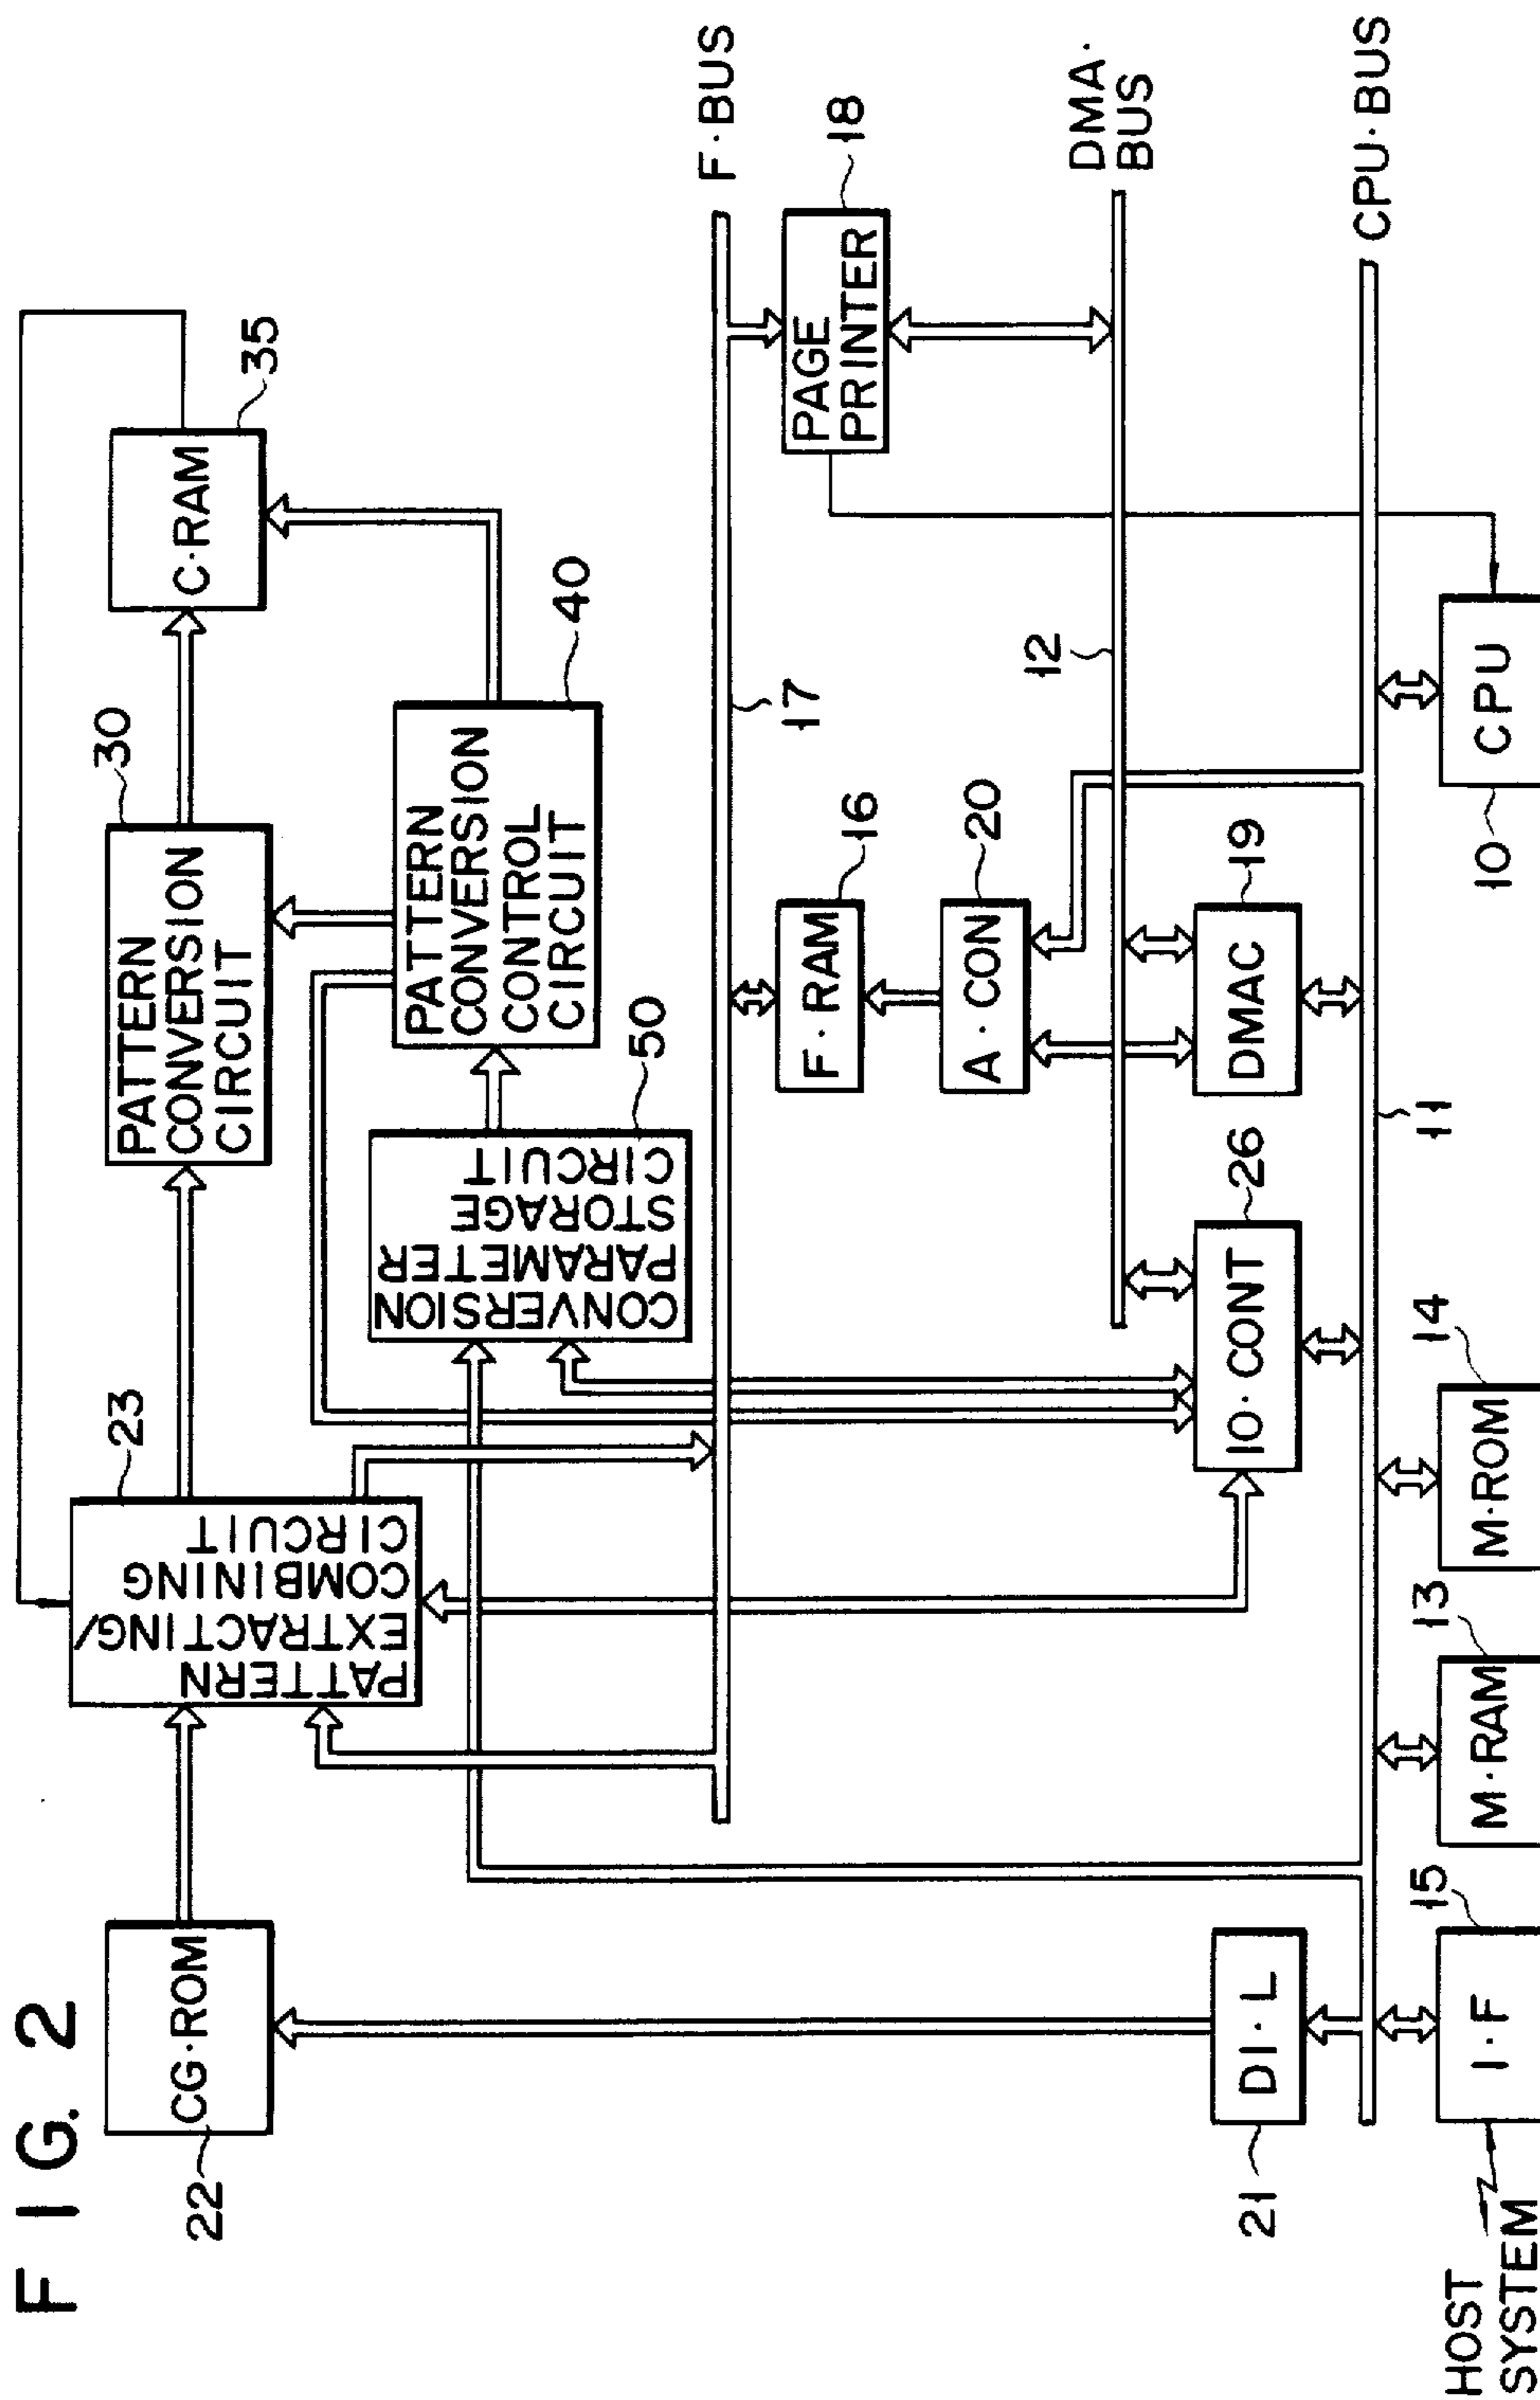 FIG. 2
22
CG·ROM
23
PATTERN
EXTRACTING/
COMBINING
CIRCUIT
30
PATTERN
CONVERSION
CIRCUIT
C·RAM
35
50
CONVERSION
PARAMETER
STORAGE
CIRCUIT
PATTERN
CONVERSION
CONTROL
CIRCUIT
40
F·BUS
17
F·RAM
16
PAGE
PRINTER
18
A·CON
20
12
DMA·
BUS
21
DI·L
IO·CONT
26
DMAC
19
11
CPU·BUS
HOST
SYSTEM
I·F
15
M·RAM
13
M·ROM
14
10
CPU